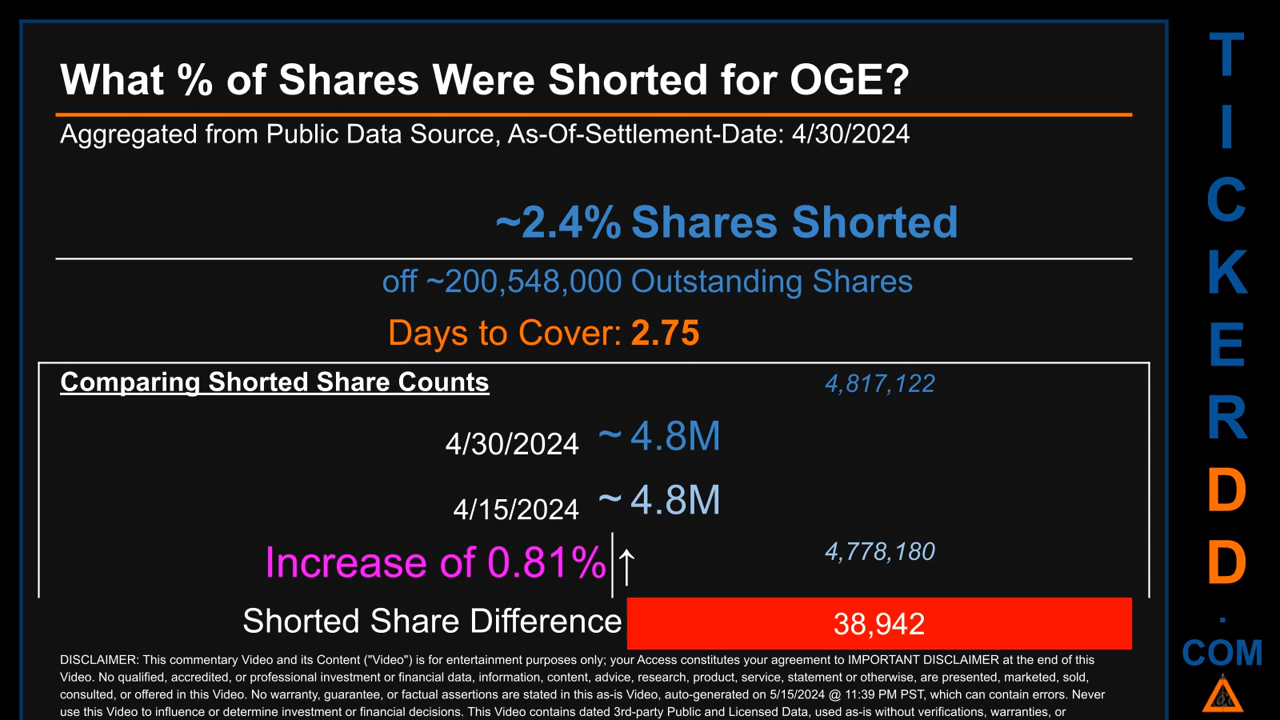 What % of Shares Were Shorted for OGE?
Aggregated from Public Data Source, As-Of-Settlement-Date: 4/30/2024
~2.4% Shares Shorted
off ~200,548,000 Outstanding Shares
Days to Cover: 2.75
Comparing Shorted Share Counts
4,817,122
4/30/2024 ~ 4.8M
4/15/2024 ~ 4.8M
Increase of 0.81% ↑
4,778,180
Shorted Share Difference 38,942
DISCLAIMER: This commentary Video and its Content ("Video") is for entertainment purposes only; your Access constitutes your agreement to IMPORTANT DISCLAIMER at the end of this
Video. No qualified, accredited, or professional investment or financial data, information, content, advice, research, product, service, statement or otherwise, are presented, marketed, sold,
consulted, or offered in this Video. No warranty, guarantee, or factual assertions are stated in this as-is Video, auto-generated on 5/15/2024 @ 11:39 PM PST, which can contain errors. Never
use this Video to influence or determine investment or financial decisions. This Video contains dated 3rd-party Public and Licensed Data, used as-is without verifications, warranties, or
T
I
C
K
E
R
D
D
.
COM